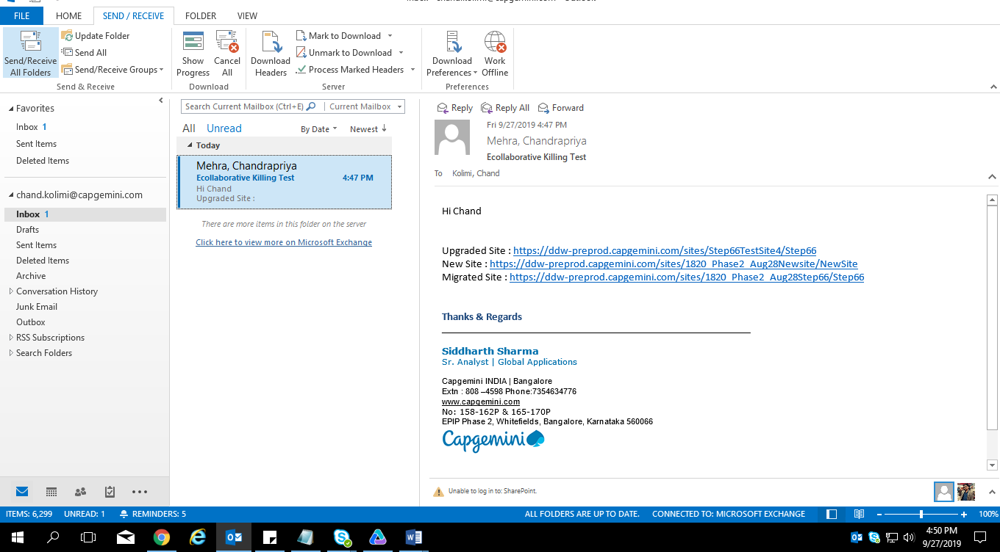 FILE HOME SEND / RECEIVE FOLDER VIEW
Send/Receive All Folders
Update Folder
Send All
Send/Receive Groups
Send & Receive
Show Progress
Cancel All
Download
Download Headers
Mark to Download
Unmark to Download
Process Marked Headers
Server
Download Preferences
Work Offline
Preferences
Favorites
Inbox 1
Sent Items
Deleted Items
chand.kolimi@capgemini.com
Inbox 1
Drafts
Sent Items
Deleted Items
Archive
Conversation History
Junk Email
Outbox
RSS Subscriptions
Search Folders
Search Current Mailbox (Ctrl+E) Current Mailbox
All Unread By Date Newest
Today
Mehra, Chandrapriya
Ecollaborative Killing Test 4:47 PM
Hi Chand
Upgraded Site :
There are more items in this folder on the server
Click here to view more on Microsoft Exchange
Reply Reply All Forward
Fri 9/27/2019 4:47 PM
Mehra, Chandrapriya
Ecollaborative Killing Test
To Kolimi, Chand
Hi Chand
Upgraded Site : https://ddw-preprod.capgemini.com/sites/Step66TestSite4/Step66
New Site : https://ddw-preprod.capgemini.com/sites/1820_Phase2_Aug28Newsite/NewSite
Migrated Site : https://ddw-preprod.capgemini.com/sites/1820_Phase2_Aug28Step66/Step66
Thanks & Regards
Siddharth Sharma
Sr. Analyst | Global Applications
Capgemini INDIA | Bangalore
Extn : 808 –4598 Phone:7354634776
www.capgemini.com
No: 158-162P & 165-170P
EPIP Phase 2, Whitefields, Bangalore, Karnataka 560066
Capgemini
Unable to log in to: SharePoint.
ITEMS: 6,299 UNREAD: 1 REMINDERS: 5 ALL FOLDERS ARE UP TO DATE. CONNECTED TO: MICROSOFT EXCHANGE 100%
4:50 PM
9/27/2019